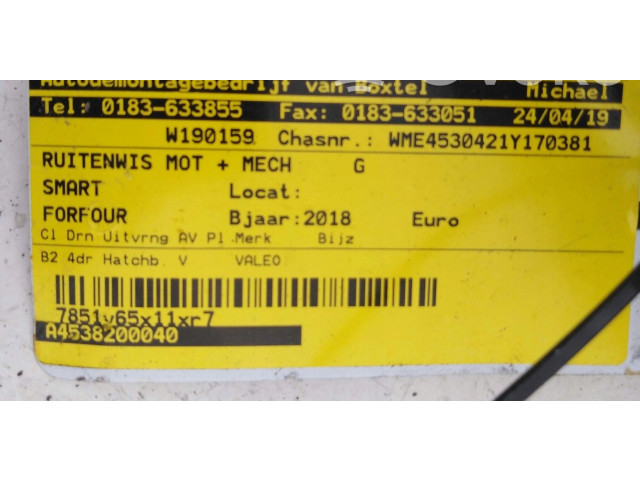 Autodemontagebedrijf van Boxtel Michael
Tel: 0183-633855 Fax: 0183-633051 24/04/19
W190159 Chasnr.: WME4530421Y170381
RUITENWIS MOT + MECH G
SMART Locat:
FORFOUR Bjaar:2018 Euro
Cl Drn Uitvrng AV Pl Merk Bijz
B2 4dr Hatchb. V VALEO
7851v65x11xr7
A4538200040